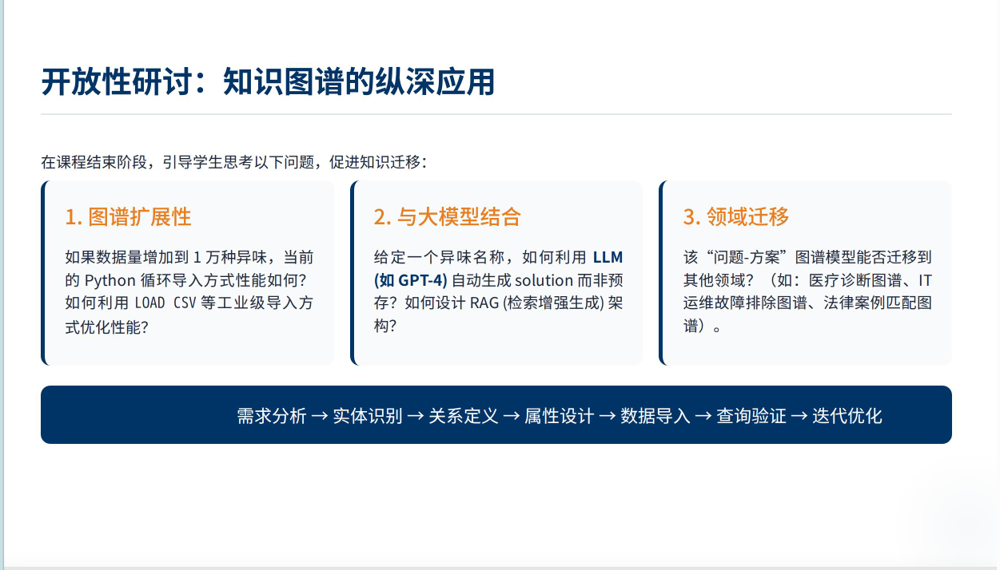 开放性研讨：知识图谱的纵深应用
在课程结束阶段，引导学生思考以下问题，促进知识迁移：
1. 图谱扩展性
如果数据量增加到 1 万种异味，当前
的 Python 循环导入方式性能如何？
如何利用 LOAD CSV 等工业级导入方
式优化性能？
2. 与大模型结合
给定一个异味名称，如何利用 LLM
(如 GPT-4) 自动生成 solution 而非预
存？如何设计 RAG (检索增强生成) 架
构？
3. 领域迁移
该“问题-方案”图谱模型能否迁移到
其他领域？（如：医疗诊断图谱、IT
运维故障排除图谱、法律案例匹配图
谱）。
需求分析 → 实体识别 → 关系定义 → 属性设计 → 数据导入 → 查询验证 → 迭代优化